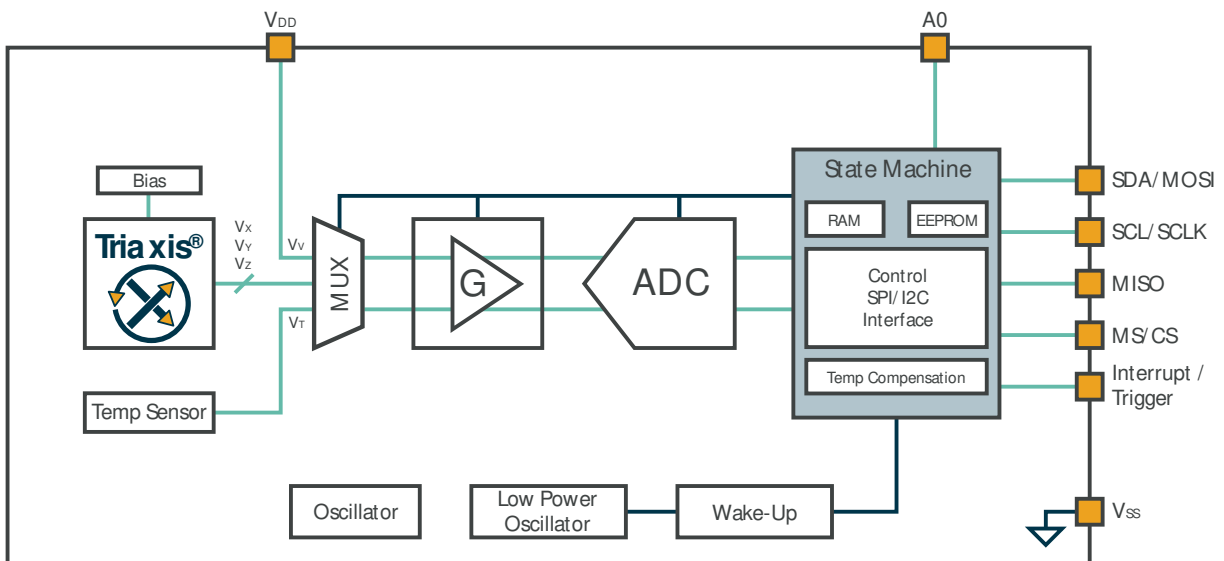 VDD
A0
State Machine
Bias
SDA/MOSI
RAM
EEPROM
Triaxis®
VX
VY
VZ
VV
SCL/SCLK
MUX
G
ADC
Control
SPI/I2C
Interface
MISO
VT
MS/CS
Temp Compensation
Interrupt /
Trigger
Temp Sensor
Oscillator
Low Power
Oscillator
Wake-Up
VSS